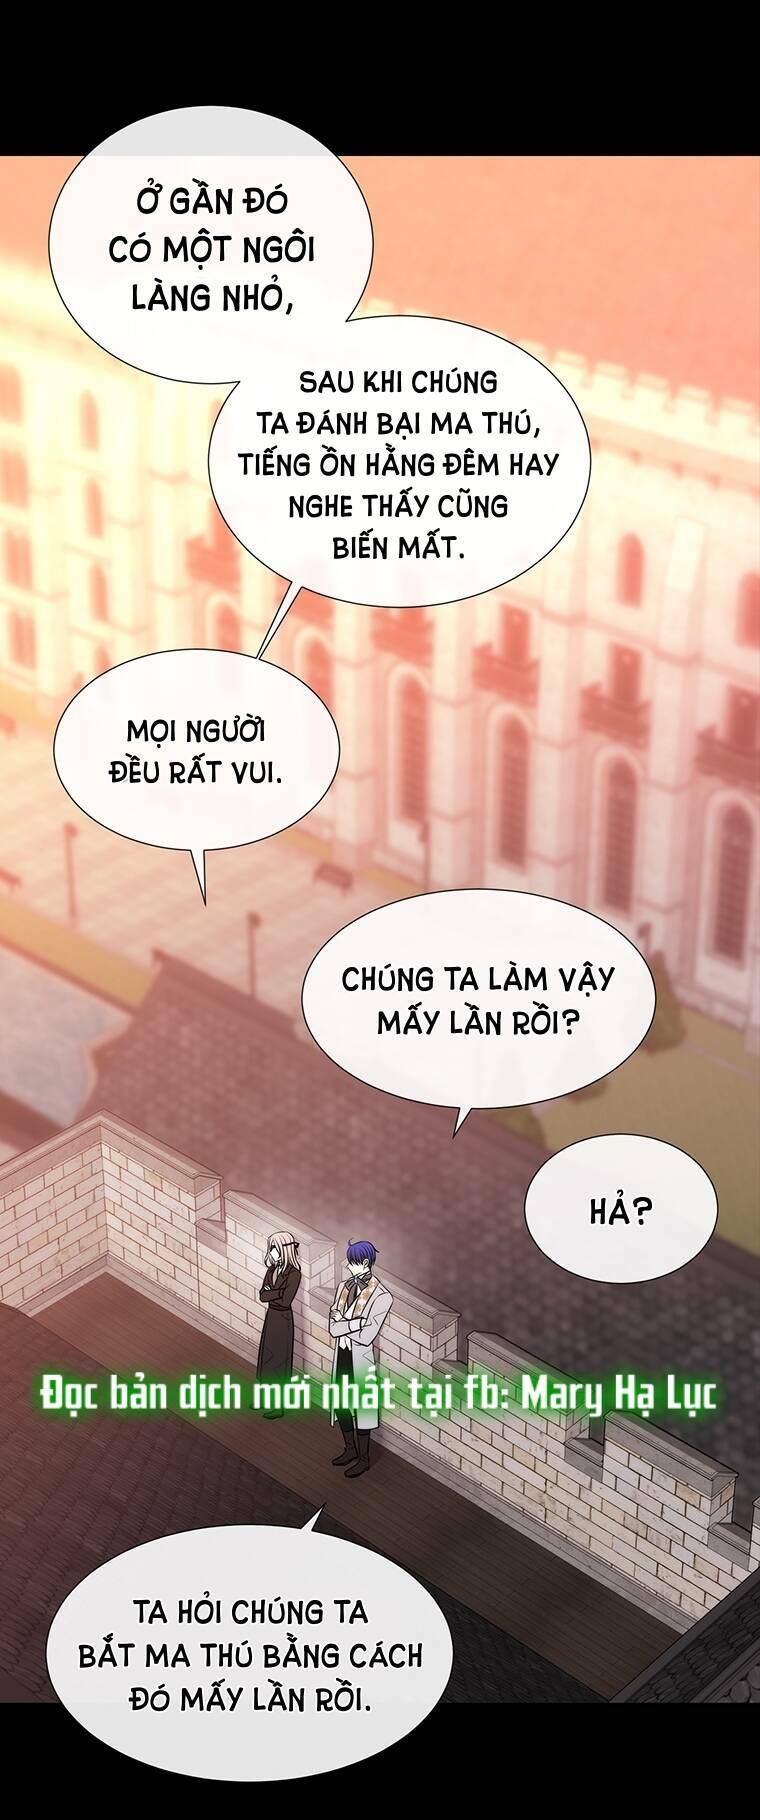 Ở GẦN ĐÓ
CÓ MỘT NGÔI
LÀNG NHỎ,
SAU KHI CHÚNG
TA ĐÁNH BẠI MA THÚ,
TIẾNG ỒN HẰNG ĐÊM HAY
NGHE THẤY CŨNG
BIẾN MẤT.
MỌI NGƯỜI
ĐỀU RẤT VUI.
CHÚNG TA LÀM VẬY
MẤY LẦN RỒI?
HẢ?
Đọc bản dịch mới nhất tại fb: Mary Hạ Lục
TA HỎI CHÚNG TA
BẮT MA THÚ BẰNG CÁCH
ĐÓ MẤY LẦN RỒI.